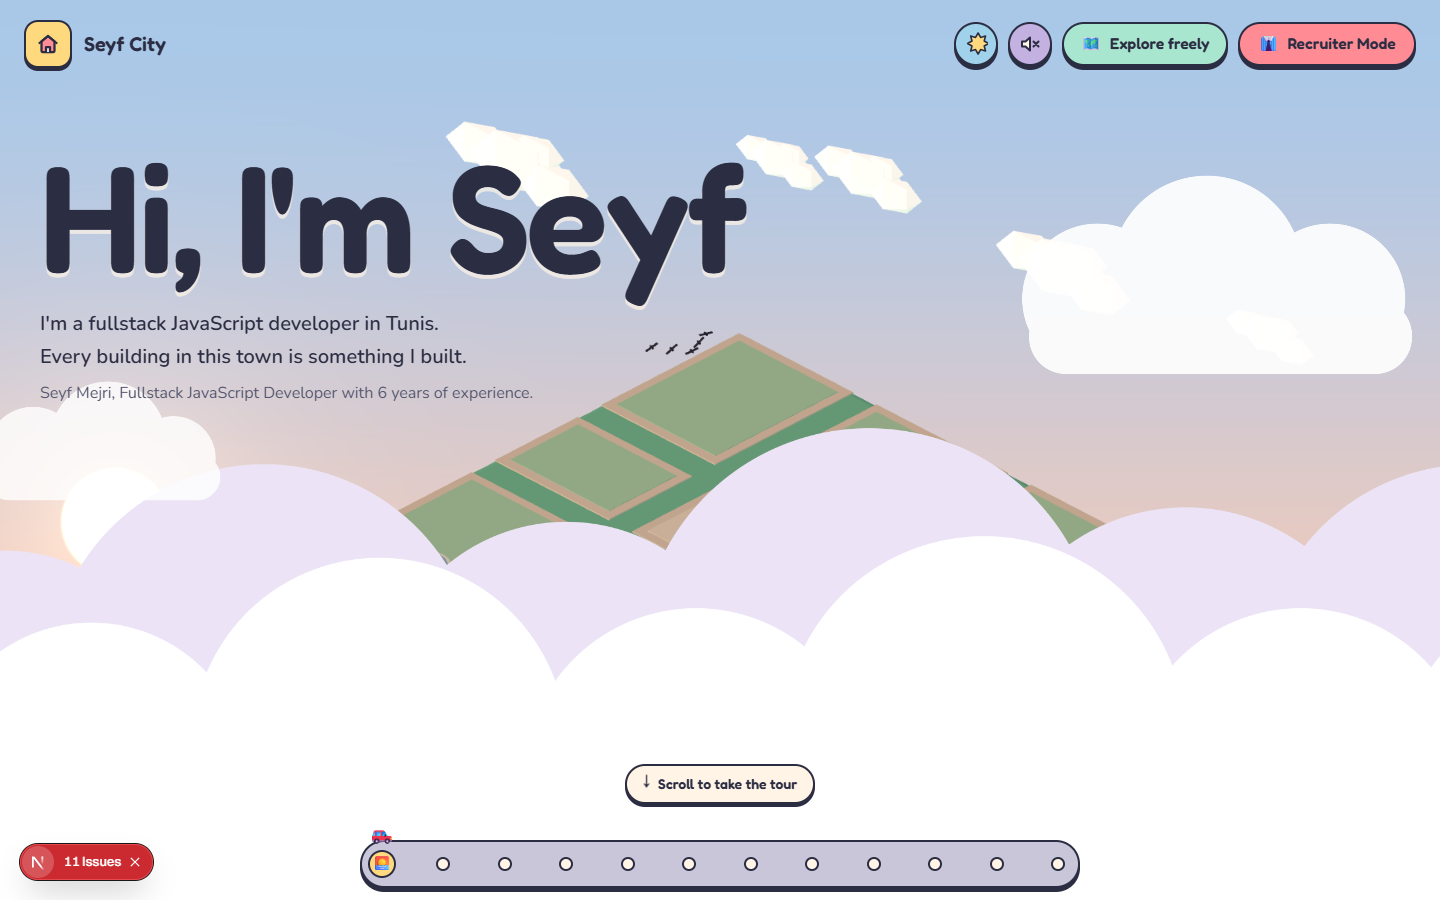 Seyf City
Explore freely
Recruiter Mode
Hi, I'm Seyf
I'm a fullstack JavaScript developer in Tunis.
Every building in this town is something I built.
Seyf Mejri, Fullstack JavaScript Developer with 6 years of experience.
↓ Scroll to take the tour
N 11 Issues